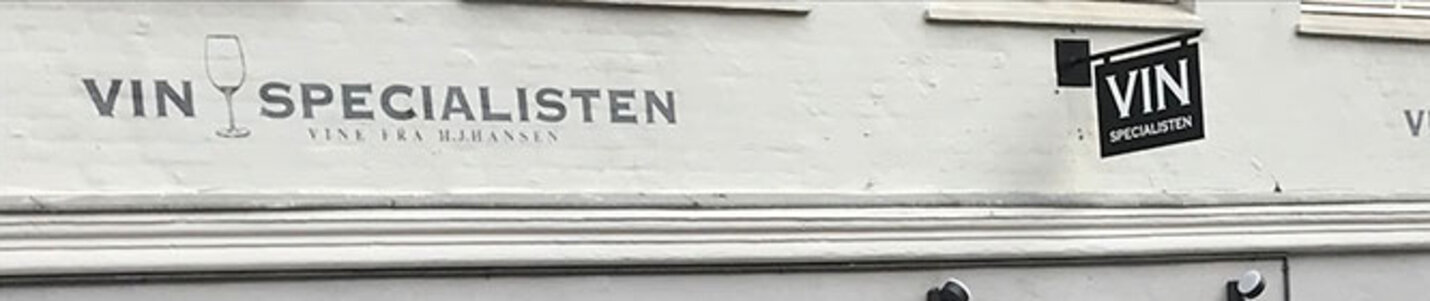 VIN SPECIALISTEN
VINE FRA H.J.HANSEN
VIN
SPECIALISTEN